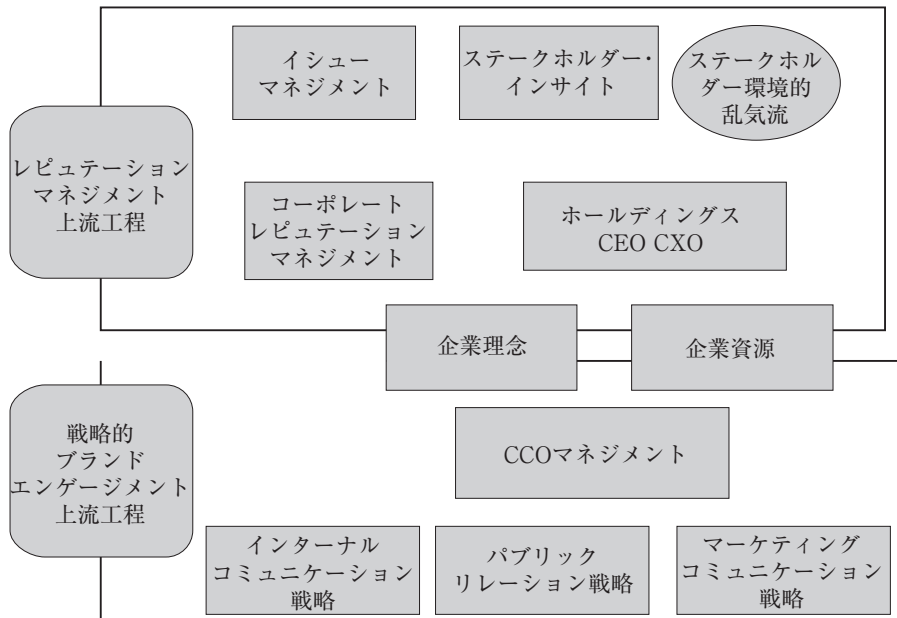 イシュー
マネジメント
ステークホルダー・
インサイト
ステークホル
ダー環境的
乱気流
レピュテーション
マネジメント
上流工程
コーポレート
レピュテーション
マネジメント
ホールディングス
CEO CXO
企業理念
企業資源
戦略的
ブランド
エンゲージメント
上流工程
CCOマネジメント
インターナル
コミュニケーション
戦略
パブリック
リレーション戦略
マーケティング
コミュニケーション
戦略